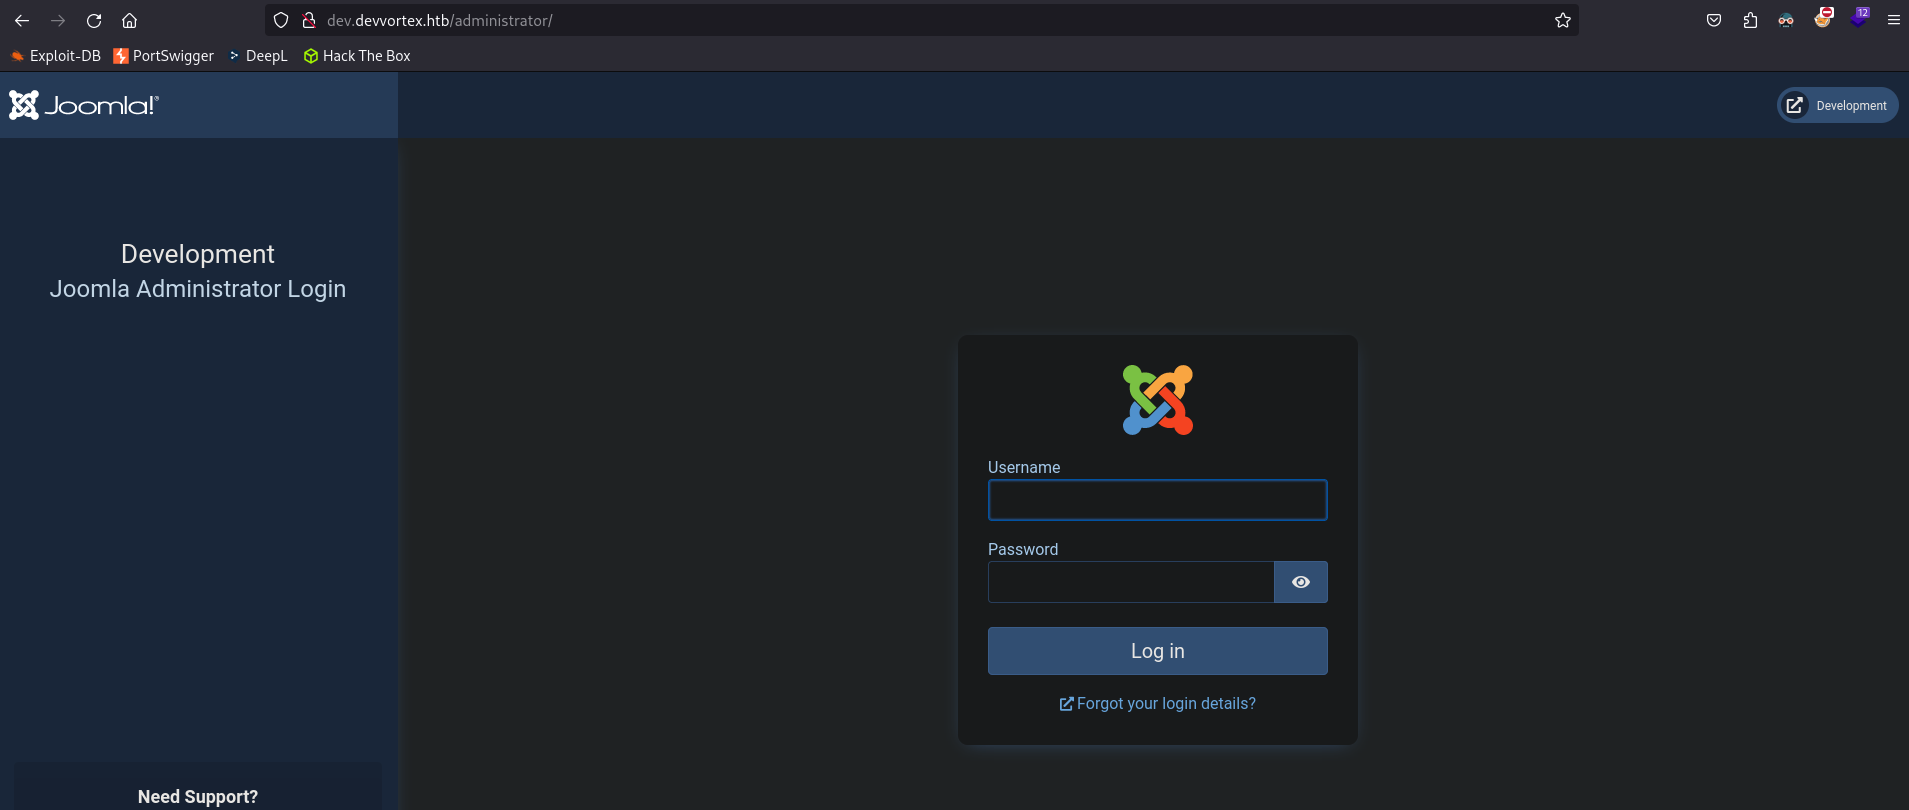 dev.devvortex.htb/administrator/
12
Exploit-DB
PortSwigger
DeepL
Hack The Box
Joomla!®
Development
Development
Joomla Administrator Login
Username
Password
Log in
Forgot your login details?
Need Support?